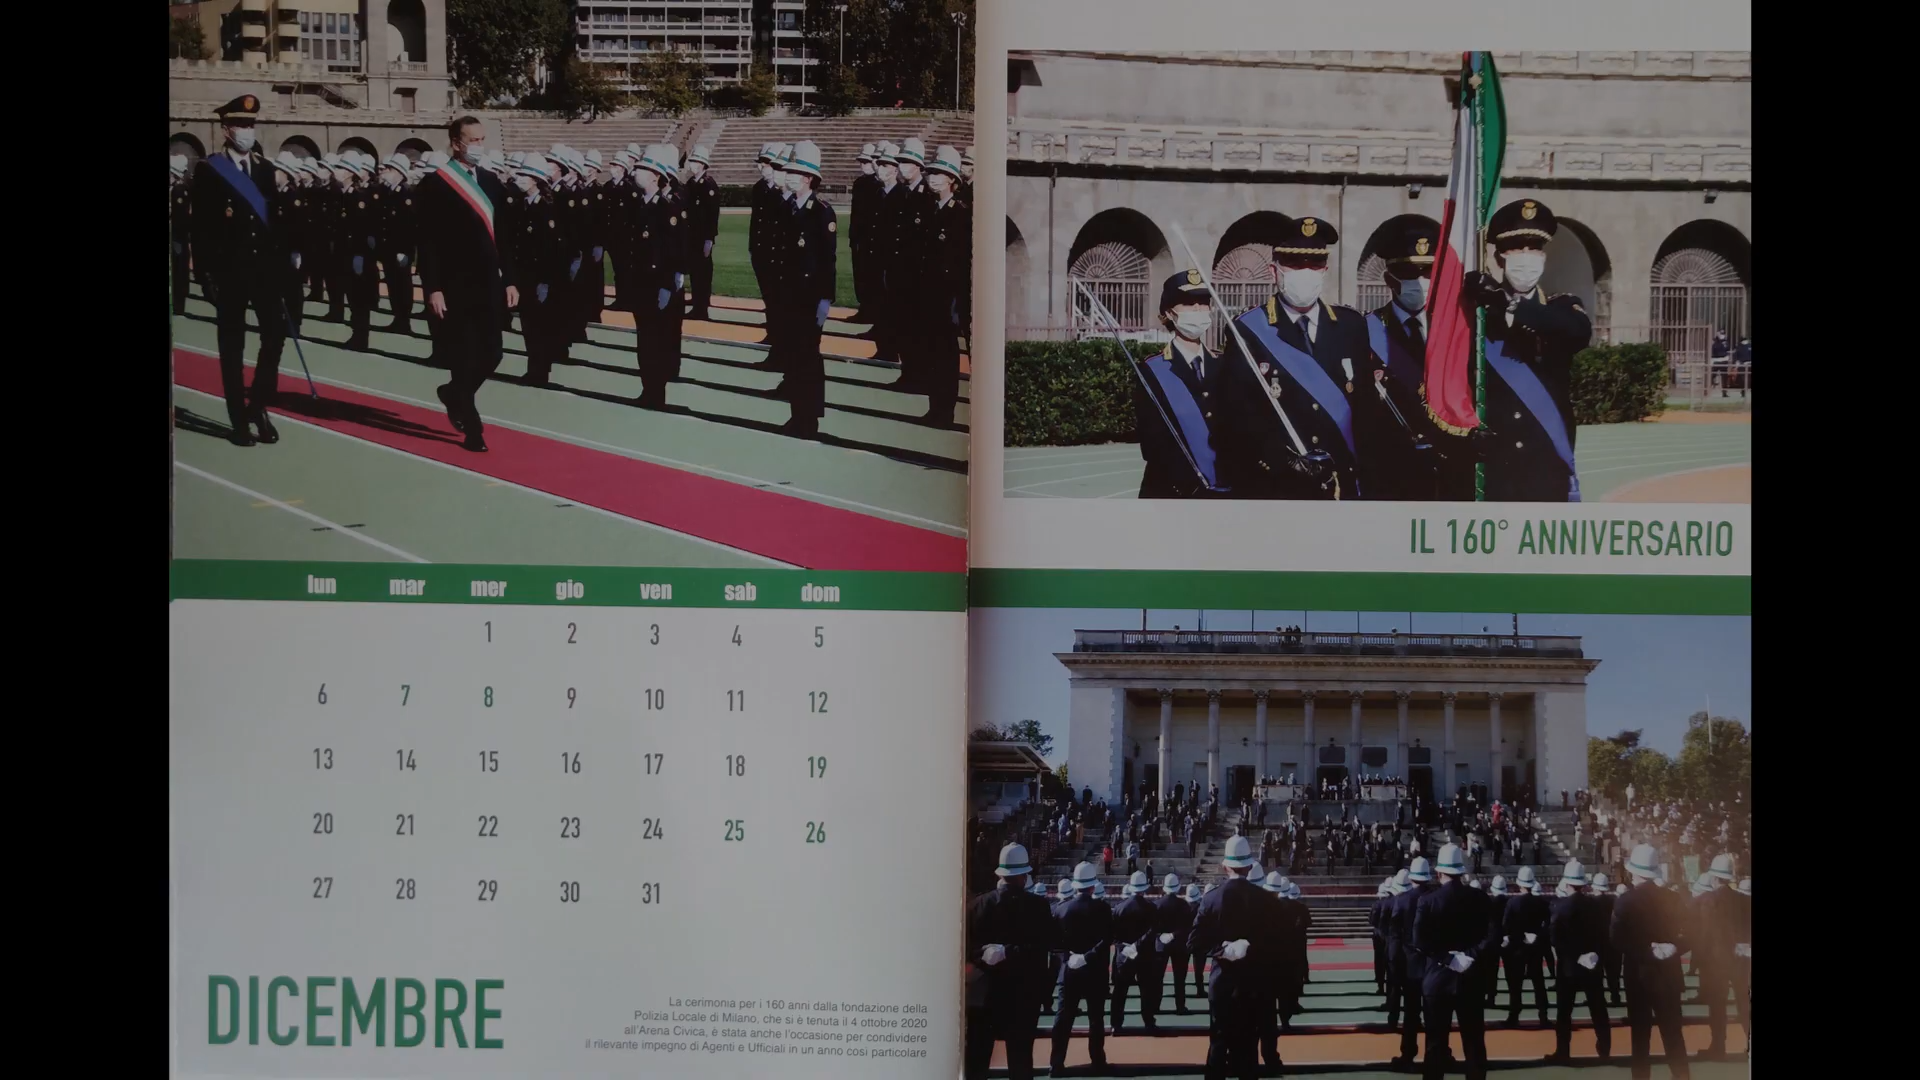 IL 160° ANNIVERSARIO
lun mar mer gio ven sab dom
1 2 3 4 5
6 7 8 9 10 11 12
13 14 15 16 17 18 19
20 21 22 23 24 25 26
27 28 29 30 31
DICEMBRE
La cerimonia per i 160 anni dalla fondazione della
Polizia Locale di Milano, che si è tenuta il 4 ottobre 2020
all'Arena Civica, è stata anche l'occasione per condividere
il rilevante impegno di Agenti e Ufficiali in un anno così particolare